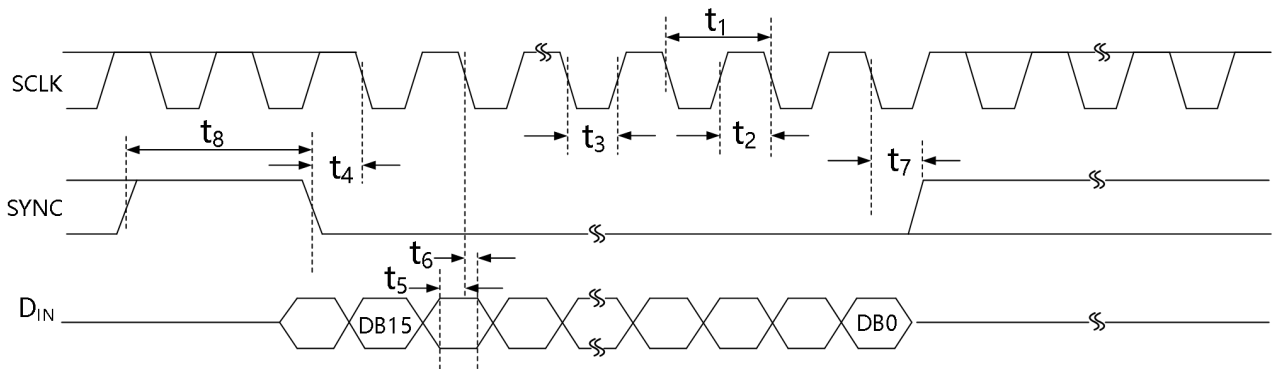 t₁
SCLK
t₈
t₃
t₂
t₄
t₇
SYNC
t₆
t₅
DIN
DB15
DB0